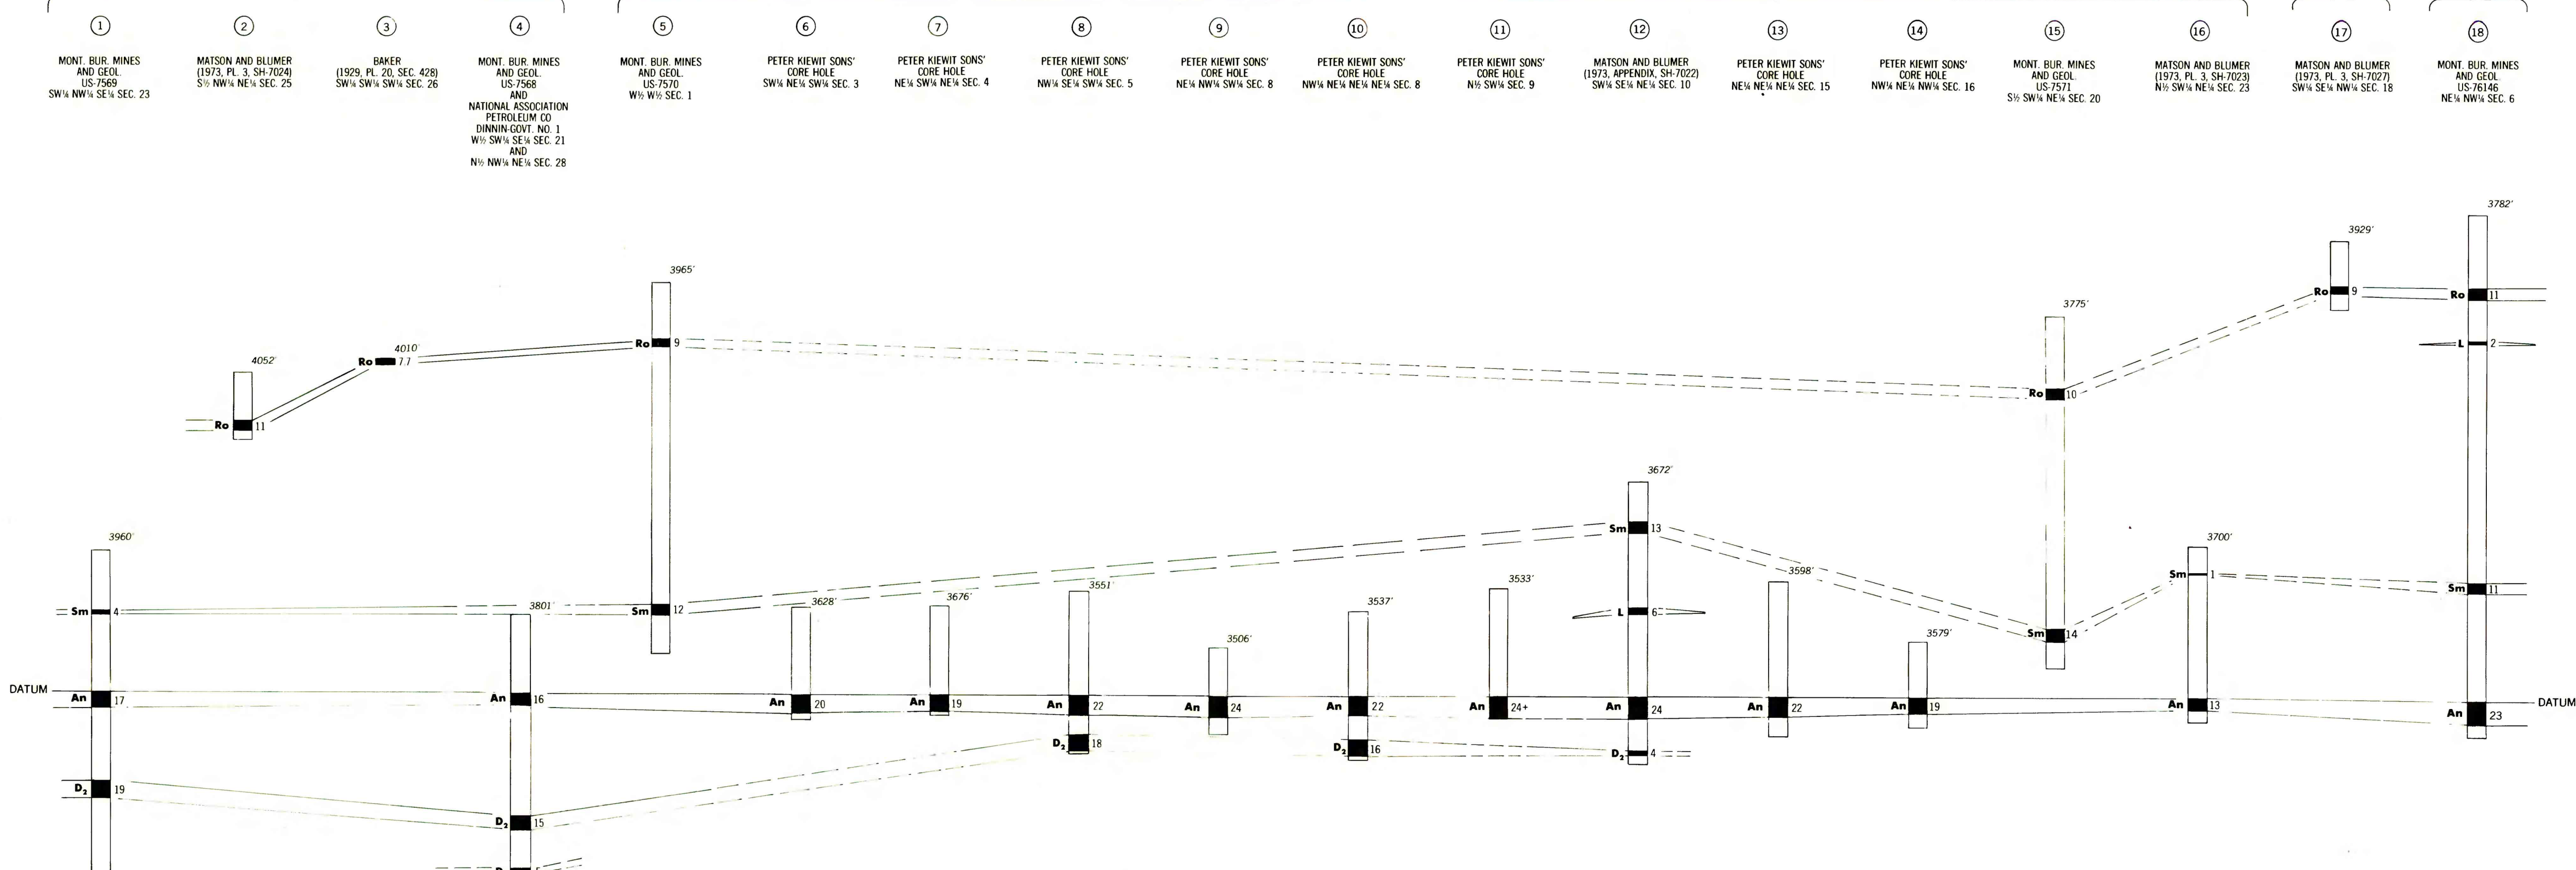 1
MONT. BUR. MINES
AND GEOL.
US-7569
SW¼ NW¼ SE¼ SEC. 23
2
MATSON AND BLUMER
(1973, PL. 3, SH-7024)
S½ NW¼ NE¼ SEC. 25
3
BAKER
(1929, PL. 20, SEC. 428)
SW¼ SW¼ SW¼ SEC. 26
4
MONT. BUR. MINES
AND GEOL.
US-7568
AND
NATIONAL ASSOCIATION
PETROLEUM CO
DINNIN-GOVT. NO. 1
W½ SW¼ SE¼ SEC. 21
AND
N½ NW¼ NE¼ SEC. 28
5
MONT. BUR. MINES
AND GEOL.
US-7570
W½ W½ SEC. 1
6
PETER KIEWIT SONS'
CORE HOLE
SW¼ NE¼ SW¼ SEC. 3
7
PETER KIEWIT SONS'
CORE HOLE
NE¼ SW¼ NE¼ SEC. 4
8
PETER KIEWIT SONS'
CORE HOLE
NW¼ SE¼ SW¼ SEC. 5
9
PETER KIEWIT SONS'
CORE HOLE
NE¼ NW¼ SW¼ SEC. 8
10
PETER KIEWIT SONS'
CORE HOLE
NW¼ NE¼ NE¼ NE¼ SEC. 8
11
PETER KIEWIT SONS'
CORE HOLE
N½ SW¼ SEC. 9
12
MATSON AND BLUMER
(1973, APPENDIX, SH-7022)
SW¼ SE¼ NE¼ SEC. 10
13
PETER KIEWIT SONS'
CORE HOLE
NE¼ NE¼ NE¼ SEC. 15
14
PETER KIEWIT SONS'
CORE HOLE
NW¼ NE¼ NW¼ SEC. 16
15
MONT. BUR. MINES
AND GEOL.
US-7571
S½ SW¼ NE¼ SEC. 20
16
MATSON AND BLUMER
(1973, PL. 3, SH-7023)
N½ SW¼ NE¼ SEC. 23
17
MATSON AND BLUMER
(1973, PL. 3, SH-7027)
SW¼ SE¼ NW¼ SEC. 18
18
MONT. BUR. MINES
AND GEOL.
US-76146
NE¼ NW¼ SEC. 6
3782'
3929'
3965'
Ro 9
Ro 11
3775'
L 2
Ro 9
4010'
Ro 7.7
4052'
Ro 10
Ro 11
3672'
Sm 13
3960'
3700'
Sm 1
3598'
3533'
3551'
Sm 11
Sm 4
3801'
Sm 12
3628'
3676'
3537'
L 6
3506'
Sm 14
3579'
DATUM
An 17
An 16
An 20
An 19
An 22
An 24
An 22
An 24+
An 24
An 22
An 19
An 13
An 23
DATUM
D2 18
D2 16
D2 4
D2 19
D2 15